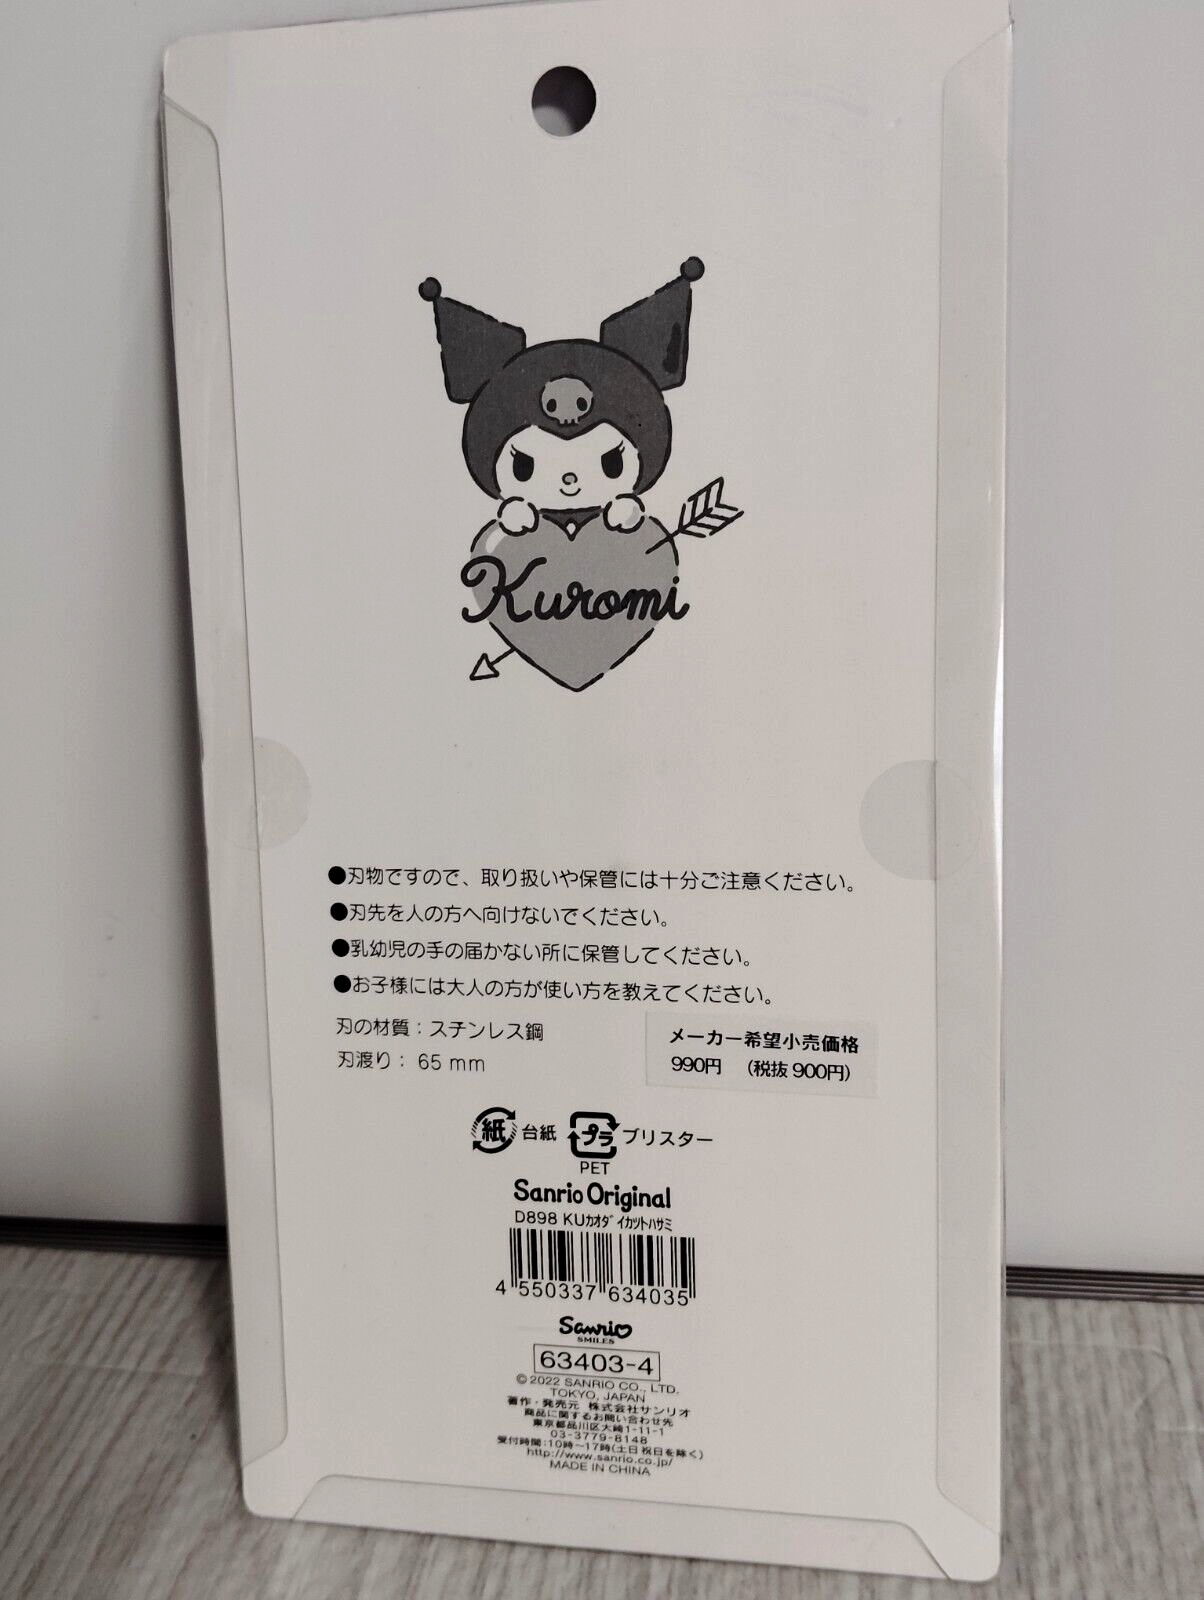 Kuromi
●刃物ですので、取り扱いや保管には十分ご注意ください。
●刃先を人の方へ向けないでください。
●乳幼児の手の届かない所に保管してください。
●お子様には大人の方が使い方を教えてください。
刃の材質：ステンレス鋼
刃渡り：65 mm
メーカー希望小売価格
990円 (税抜 900円)
紙 台紙 プラ ブリスター
PET
Sanrio Original
D898 KUカオダイカットハサミ
4 550337 634035
Sanrio
SMILES
63403-4
© 2022 SANRIO CO., LTD.
TOKYO, JAPAN
著作・発売元 株式会社サンリオ
商品に関するお問い合わせ先
東京都品川区大崎1-11-1
03-3779-8148
受付時間:10時〜17時(土日祝日を除く)
http://www.sanrio.co.jp/
MADE IN CHINA